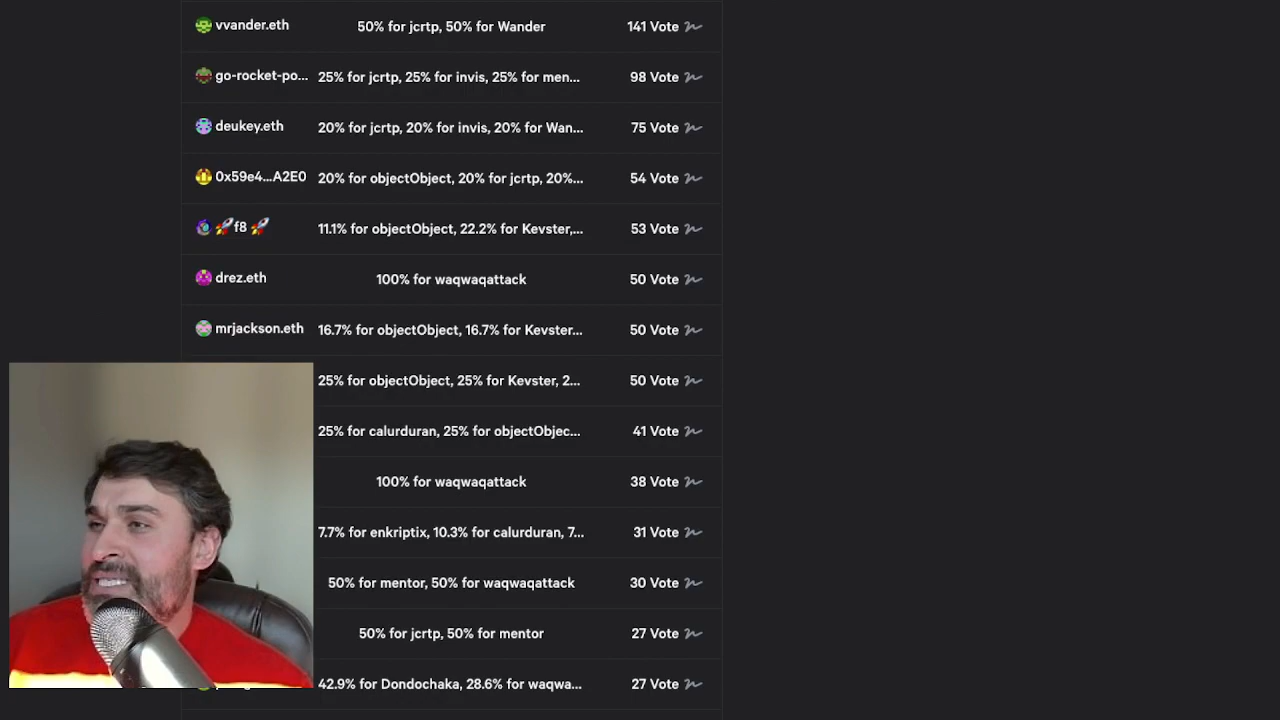 vvander.eth 50% for jcrtp, 50% for Wander 141 Vote
go-rocket-po... 25% for jcrtp, 25% for invis, 25% for men... 98 Vote
deukey.eth 20% for jcrtp, 20% for invis, 20% for Wan... 75 Vote
0x59e4...A2E0 20% for objectObject, 20% for jcrtp, 20%... 54 Vote
🚀f8 🚀 11.1% for objectObject, 22.2% for Kevster,... 53 Vote
drez.eth 100% for waqwaqattack 50 Vote
mrjackson.eth 16.7% for objectObject, 16.7% for Kevster... 50 Vote
25% for objectObject, 25% for Kevster, 2... 50 Vote
25% for calurduran, 25% for objectObjec... 41 Vote
100% for waqwaqattack 38 Vote
7.7% for enkriptix, 10.3% for calurduran, 7... 31 Vote
50% for mentor, 50% for waqwaqattack 30 Vote
50% for jcrtp, 50% for mentor 27 Vote
42.9% for Dondochaka, 28.6% for waqwa... 27 Vote